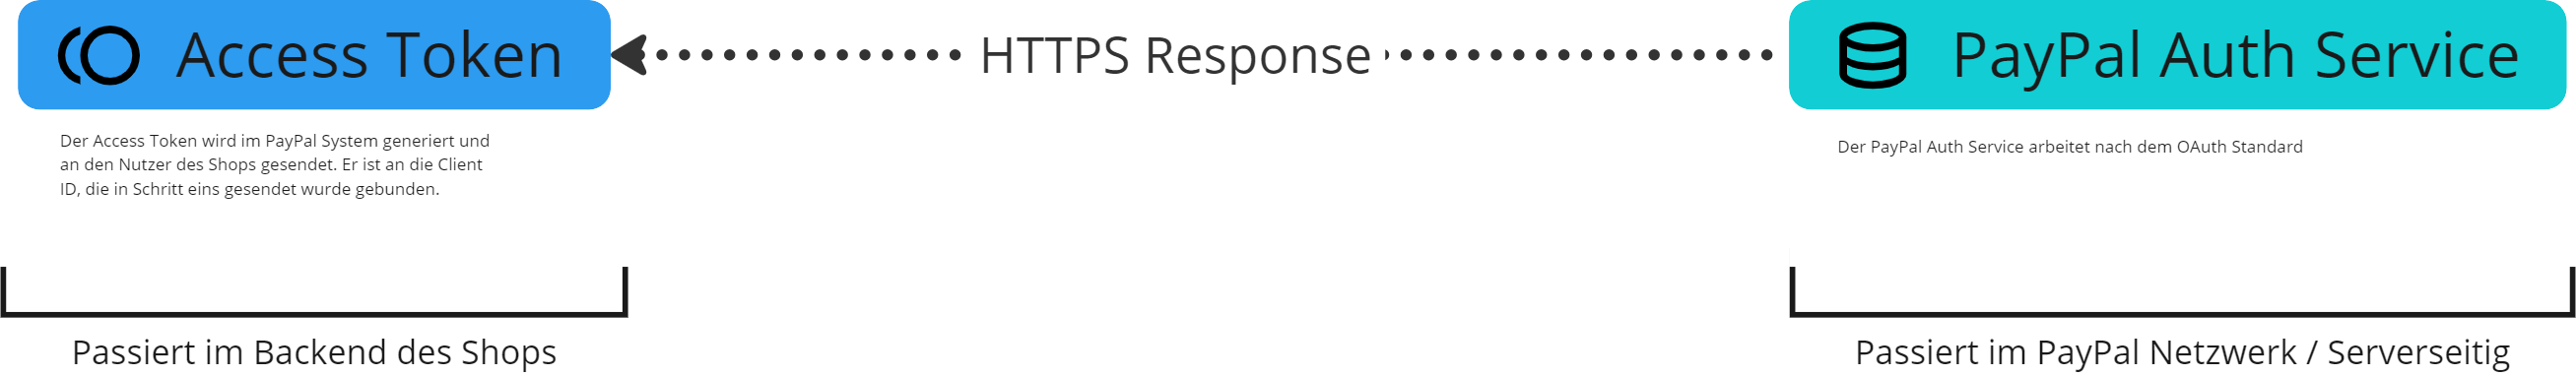 Access Token
HTTPS Response
PayPal Auth Service
Der Access Token wird im PayPal System generiert und
an den Nutzer des Shops gesendet. Er ist an die Client
ID, die in Schritt eins gesendet wurde gebunden.
Der PayPal Auth Service arbeitet nach dem OAuth Standard
Passiert im Backend des Shops
Passiert im PayPal Netzwerk / Serverseitig